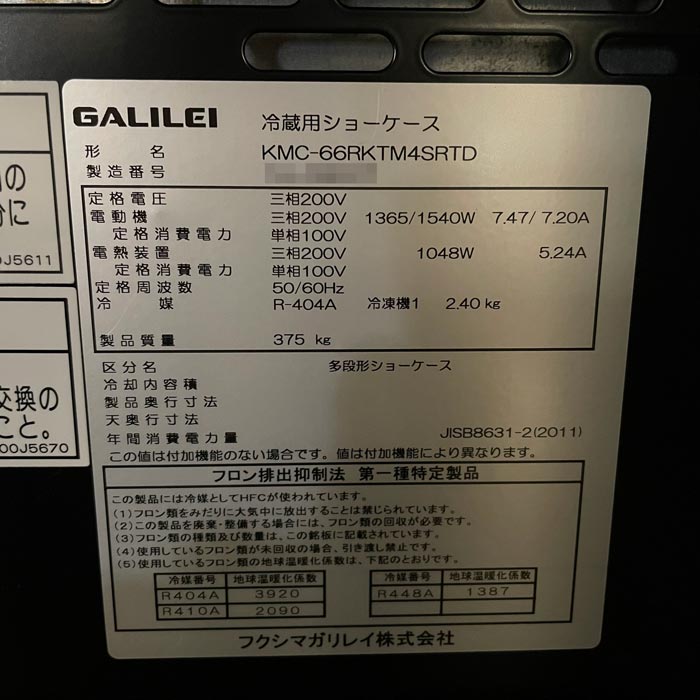 GALILEI 冷蔵用ショーケース
形 名 KMC-66RKTM4SRTD
製造番号
定格電圧 三相200V
電動機 三相200V 1365/1540W 7.47/ 7.20A
定格消費電力 単相100V
電熱装置 三相200V 1048W 5.24A
定格消費電力 単相100V
定格周波数 50/60Hz
冷 媒 R-404A 冷凍機1 2.40 kg
製品質量 375 kg
区分名 多段形ショーケース
冷却内容積
製品奥行寸法
天奥行寸法
年間消費電力量 JISB8631-2(2011)
この値は付加機能のない場合です。値は付加機能により異なります。
フロン排出抑制法 第一種特定製品
この製品には冷媒としてHFCが使われています。
(1)フロン類をみだりに大気中に放出することは禁じられています。
(2)この製品を廃棄・整備する場合には、フロン類の回収が必要です。
(3)フロン類の種類及び数量は、この銘板に記載されています。
(4)使用しているフロン類が未回収の場合、引き渡し禁止です。
(5)使用しているフロン類の地球温暖化係数は、下記のとおりです。
冷媒番号 地球温暖化係数 冷媒番号 地球温暖化係数
R404A 3920 R448A 1387
R410A 2090
フクシマガリレイ株式会社
の
分に
0J5611
交換の
こと。
00J5670